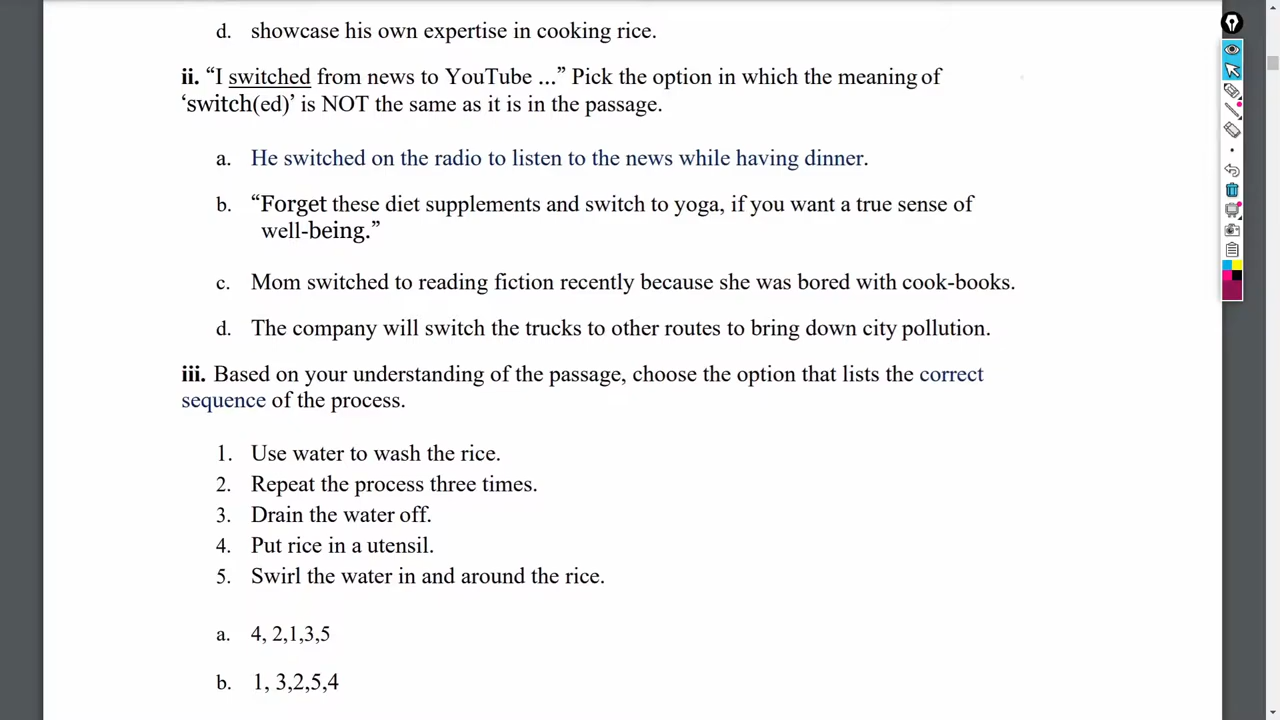 d. showcase his own expertise in cooking rice.
ii. “I switched from news to YouTube ...” Pick the option in which the meaning of
‘switch(ed)’ is NOT the same as it is in the passage.
a. He switched on the radio to listen to the news while having dinner.
b. “Forget these diet supplements and switch to yoga, if you want a true sense of
well-being.”
c. Mom switched to reading fiction recently because she was bored with cook-books.
d. The company will switch the trucks to other routes to bring down city pollution.
iii. Based on your understanding of the passage, choose the option that lists the correct
sequence of the process.
1. Use water to wash the rice.
2. Repeat the process three times.
3. Drain the water off.
4. Put rice in a utensil.
5. Swirl the water in and around the rice.
a. 4, 2,1,3,5
b. 1, 3,2,5,4